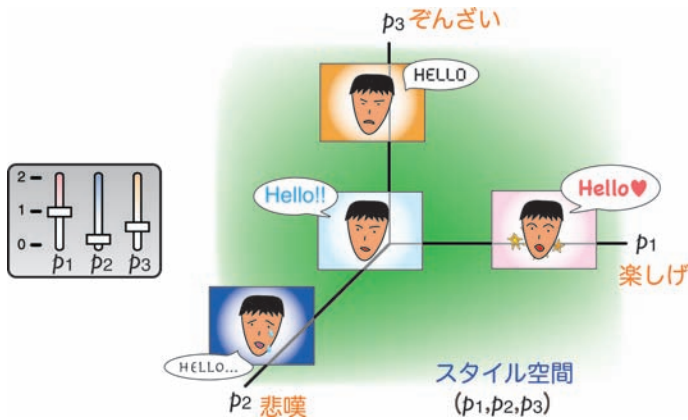 p3 ぞんざい
HELLO
Hello!!
Hello♥
2
1
0
p1 p2 p3
p1
楽しげ
HELLO...
p2 悲嘆
スタイル空間
(p1,p2,p3)